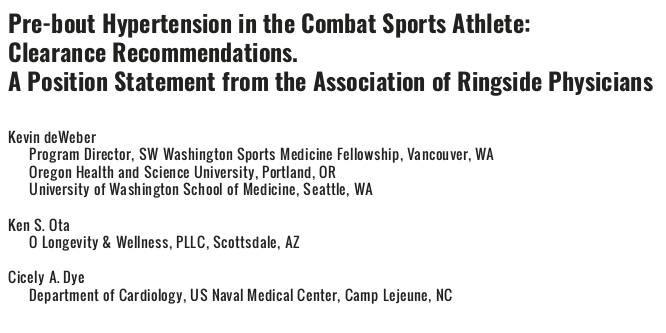 Pre-bout Hypertension in the Combat Sports Athlete:
Clearance Recommendations.
A Position Statement from the Association of Ringside Physicians
Kevin deWeber
Program Director, SW Washington Sports Medicine Fellowship, Vancouver, WA
Oregon Health and Science University, Portland, OR
University of Washington School of Medicine, Seattle, WA
Ken S. Ota
O Longevity & Wellness, PLLC, Scottsdale, AZ
Cicely A. Dye
Department of Cardiology, US Naval Medical Center, Camp Lejeune, NC